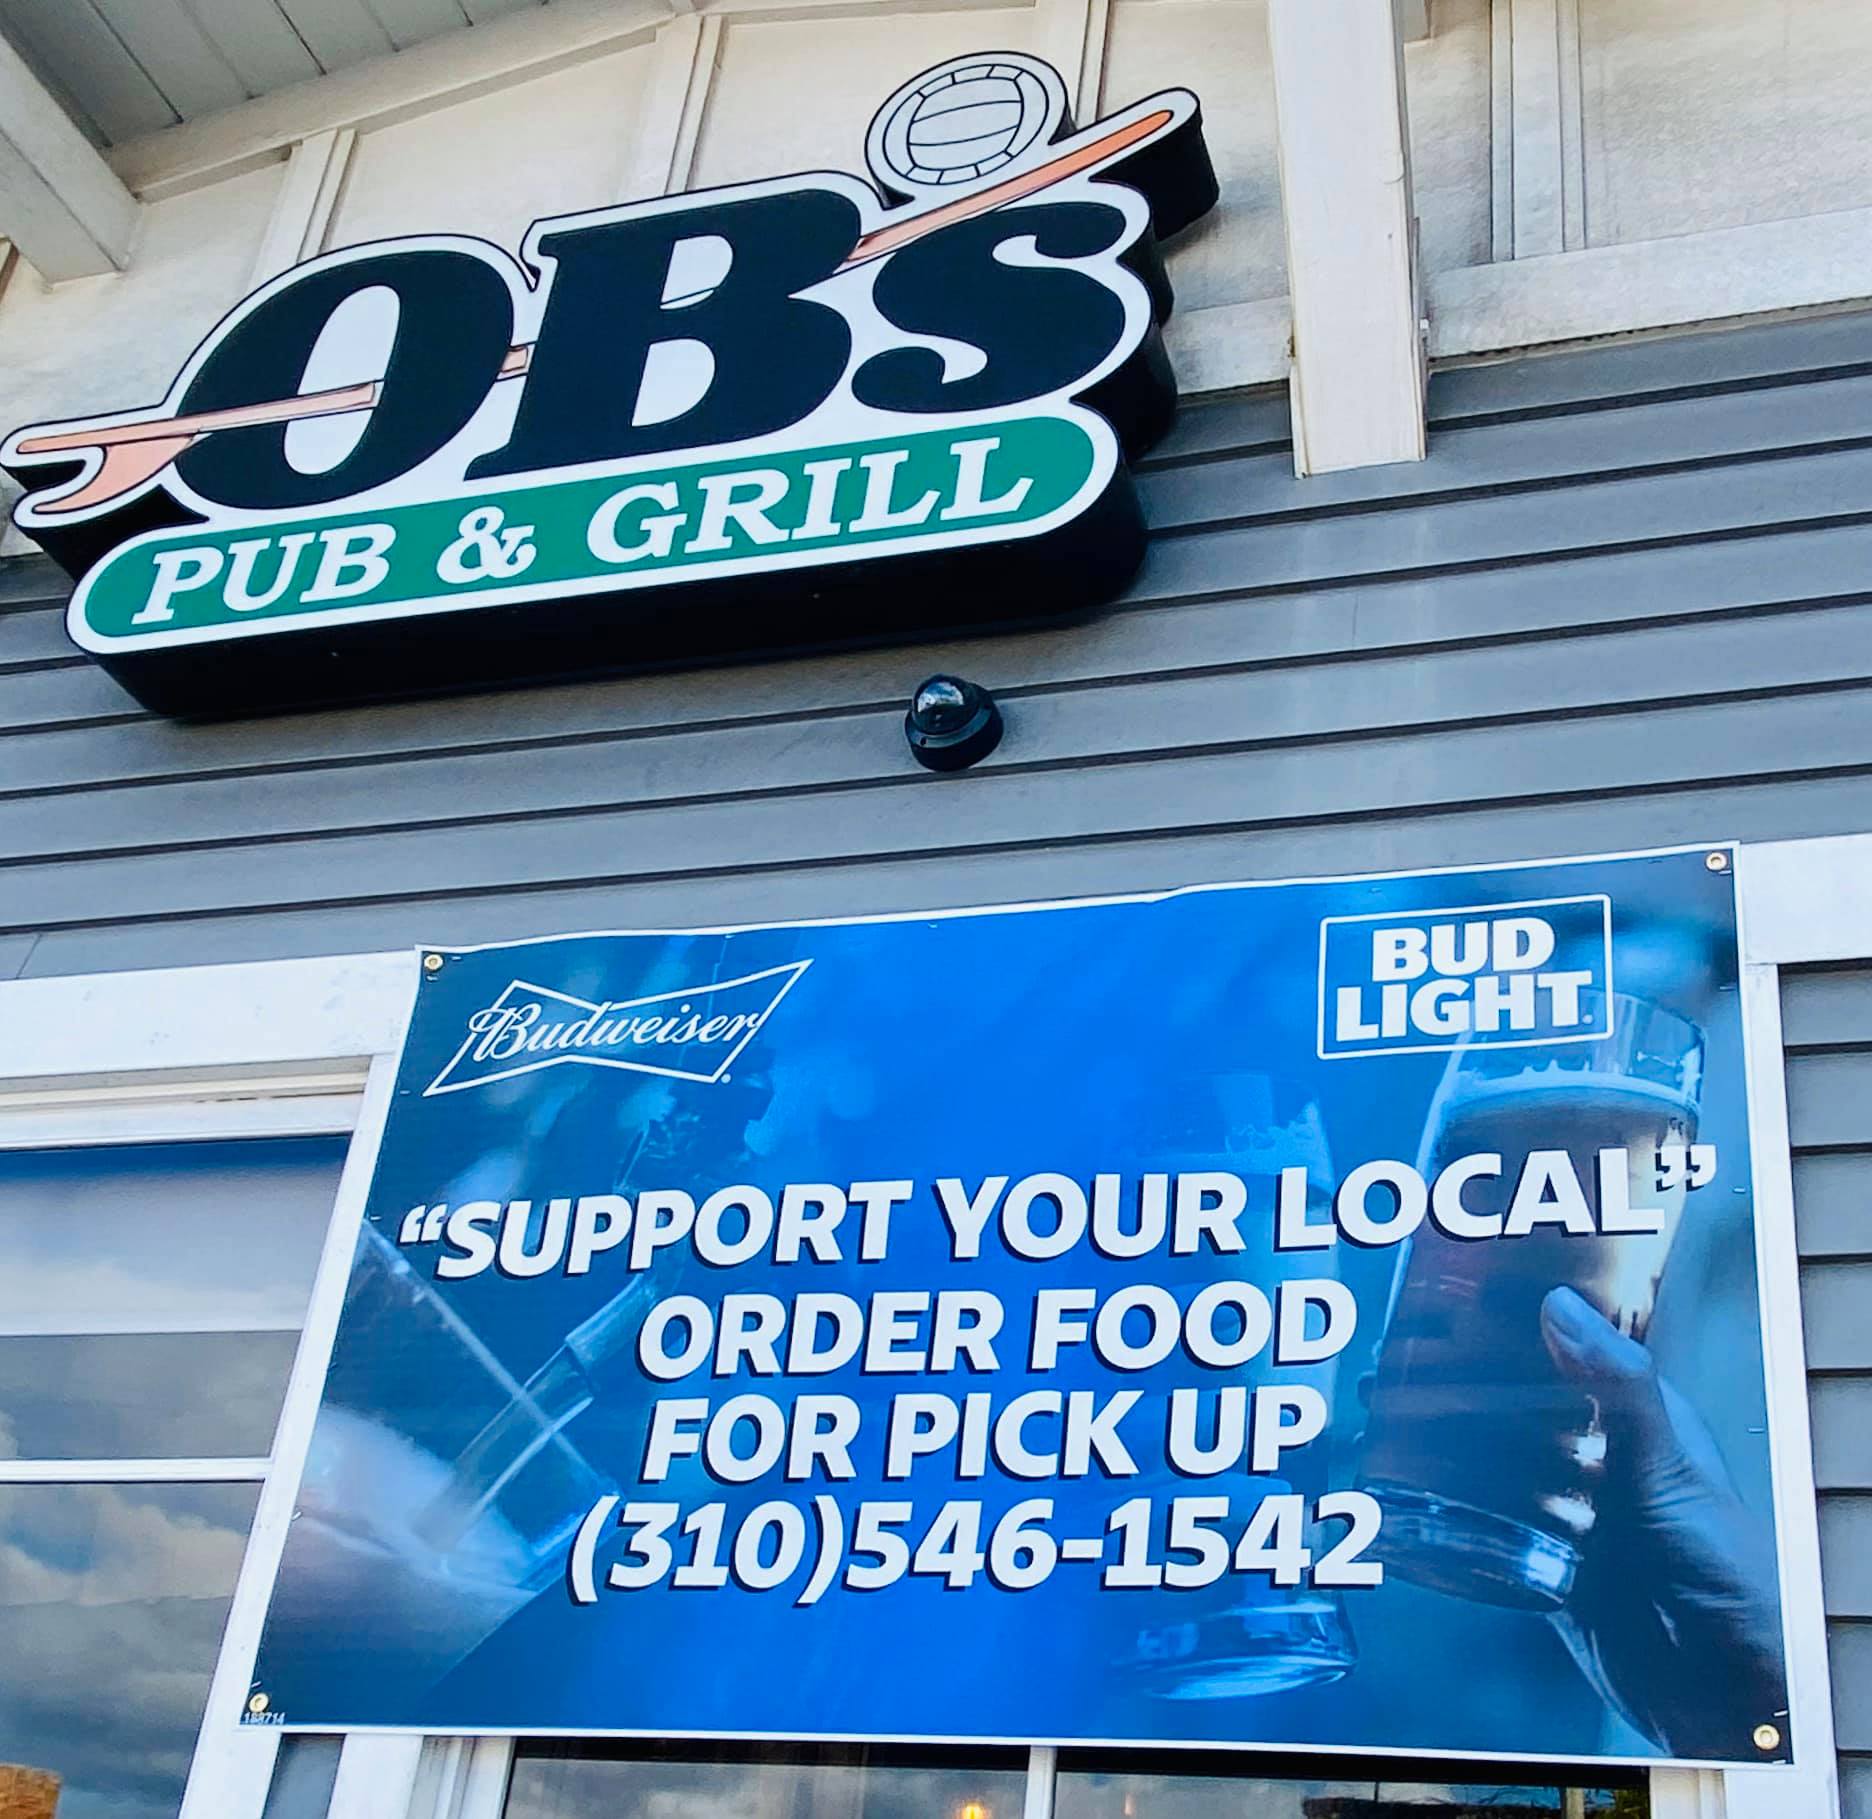 OB's
PUB & GRILL
Budweiser
BUD
LIGHT
“SUPPORT YOUR LOCAL”
ORDER FOOD
FOR PICK UP
(310)546-1542